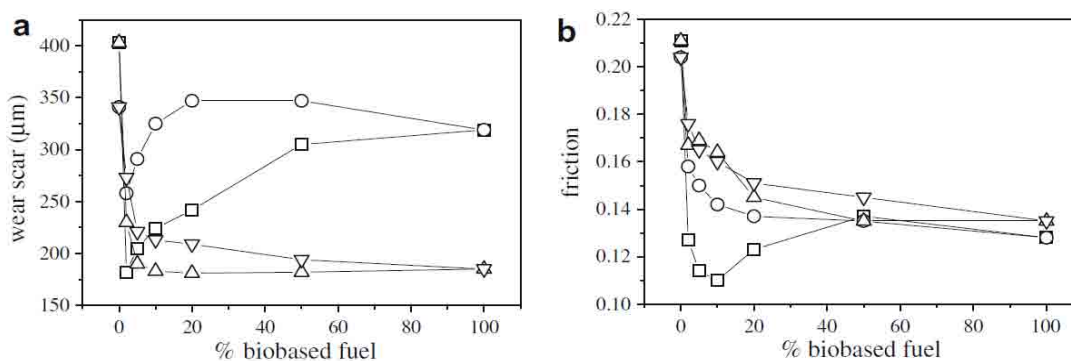 a
400
350
300
250
200
150
wear scar (μm)
0 20 40 60 80 100
% biobased fuel
b
0.22
0.20
0.18
0.16
0.14
0.12
0.10
friction
0 20 40 60 80 100
% biobased fuel